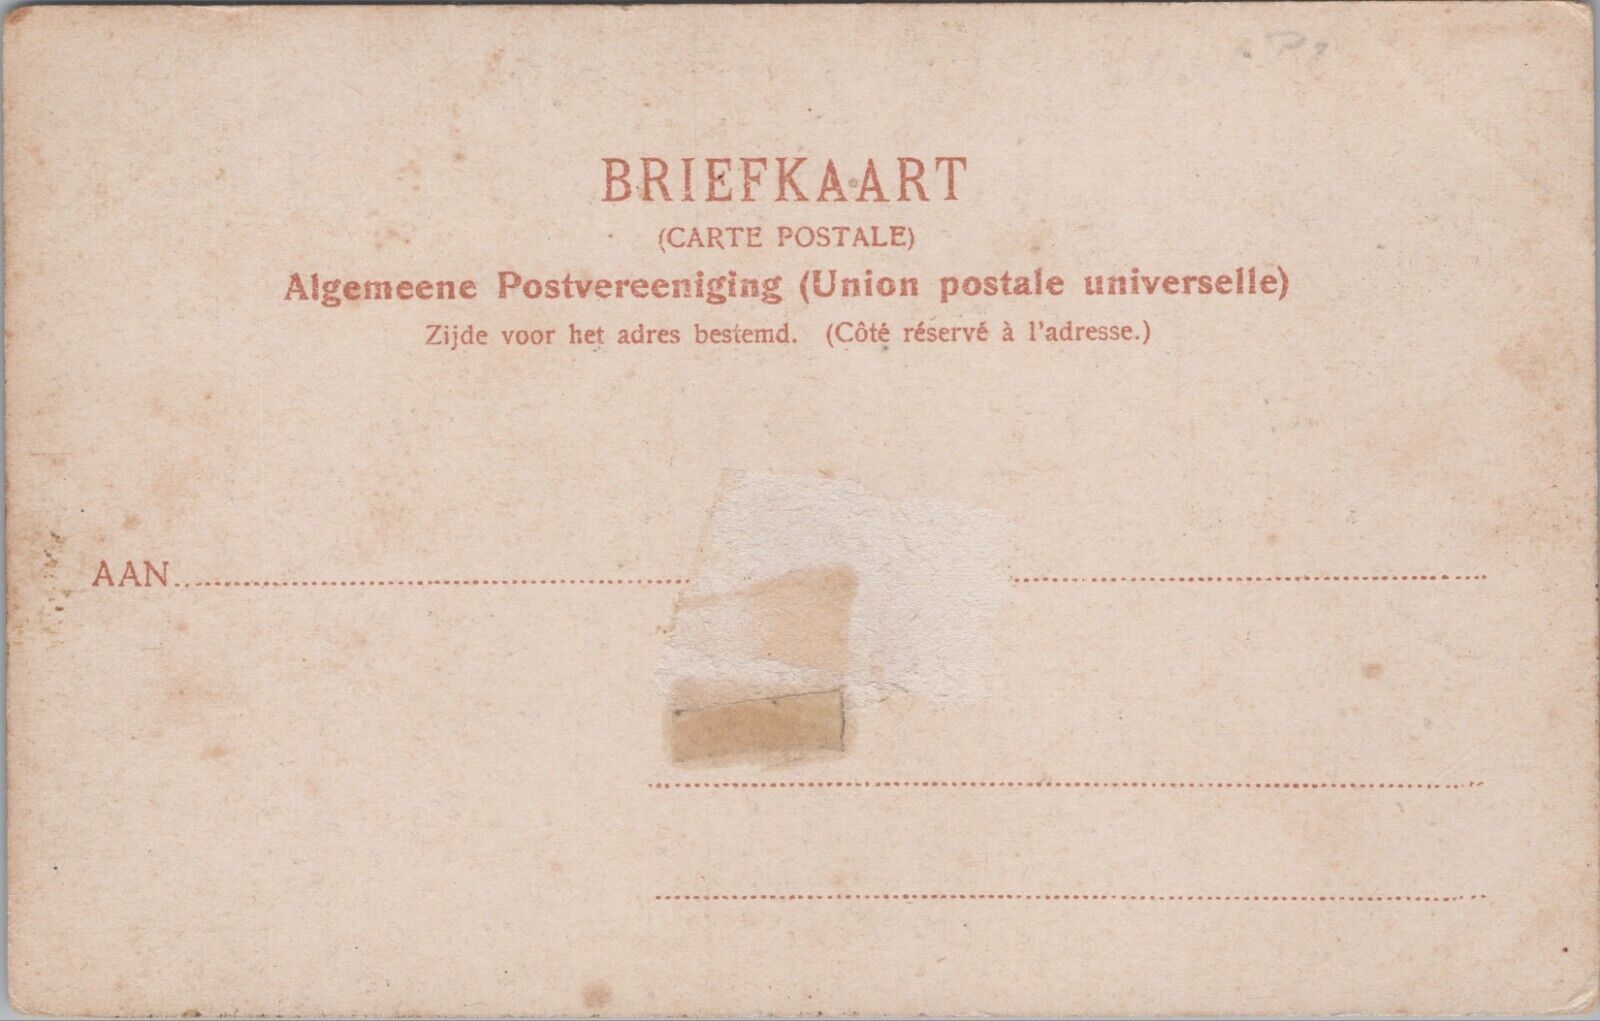 BRIEFKAART
(CARTE POSTALE)
Algemeene Postvereeniging (Union postale universelle)
Zijde voor het adres bestemd. (Côté réservé à l'adresse.)
AAN